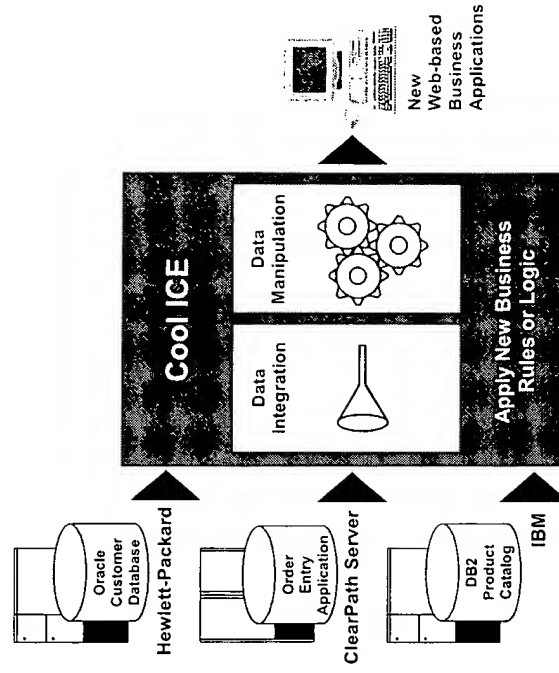 Oracle
Customer
Database
Hewlett-Packard
Order
Entry
Application
ClearPath Server
DB2
Product
Catalog
IBM
Cool ICE
Data
Integration
Data
Manipulation
Apply New Business
Rules or Logic
New
Web-based
Business
Applications